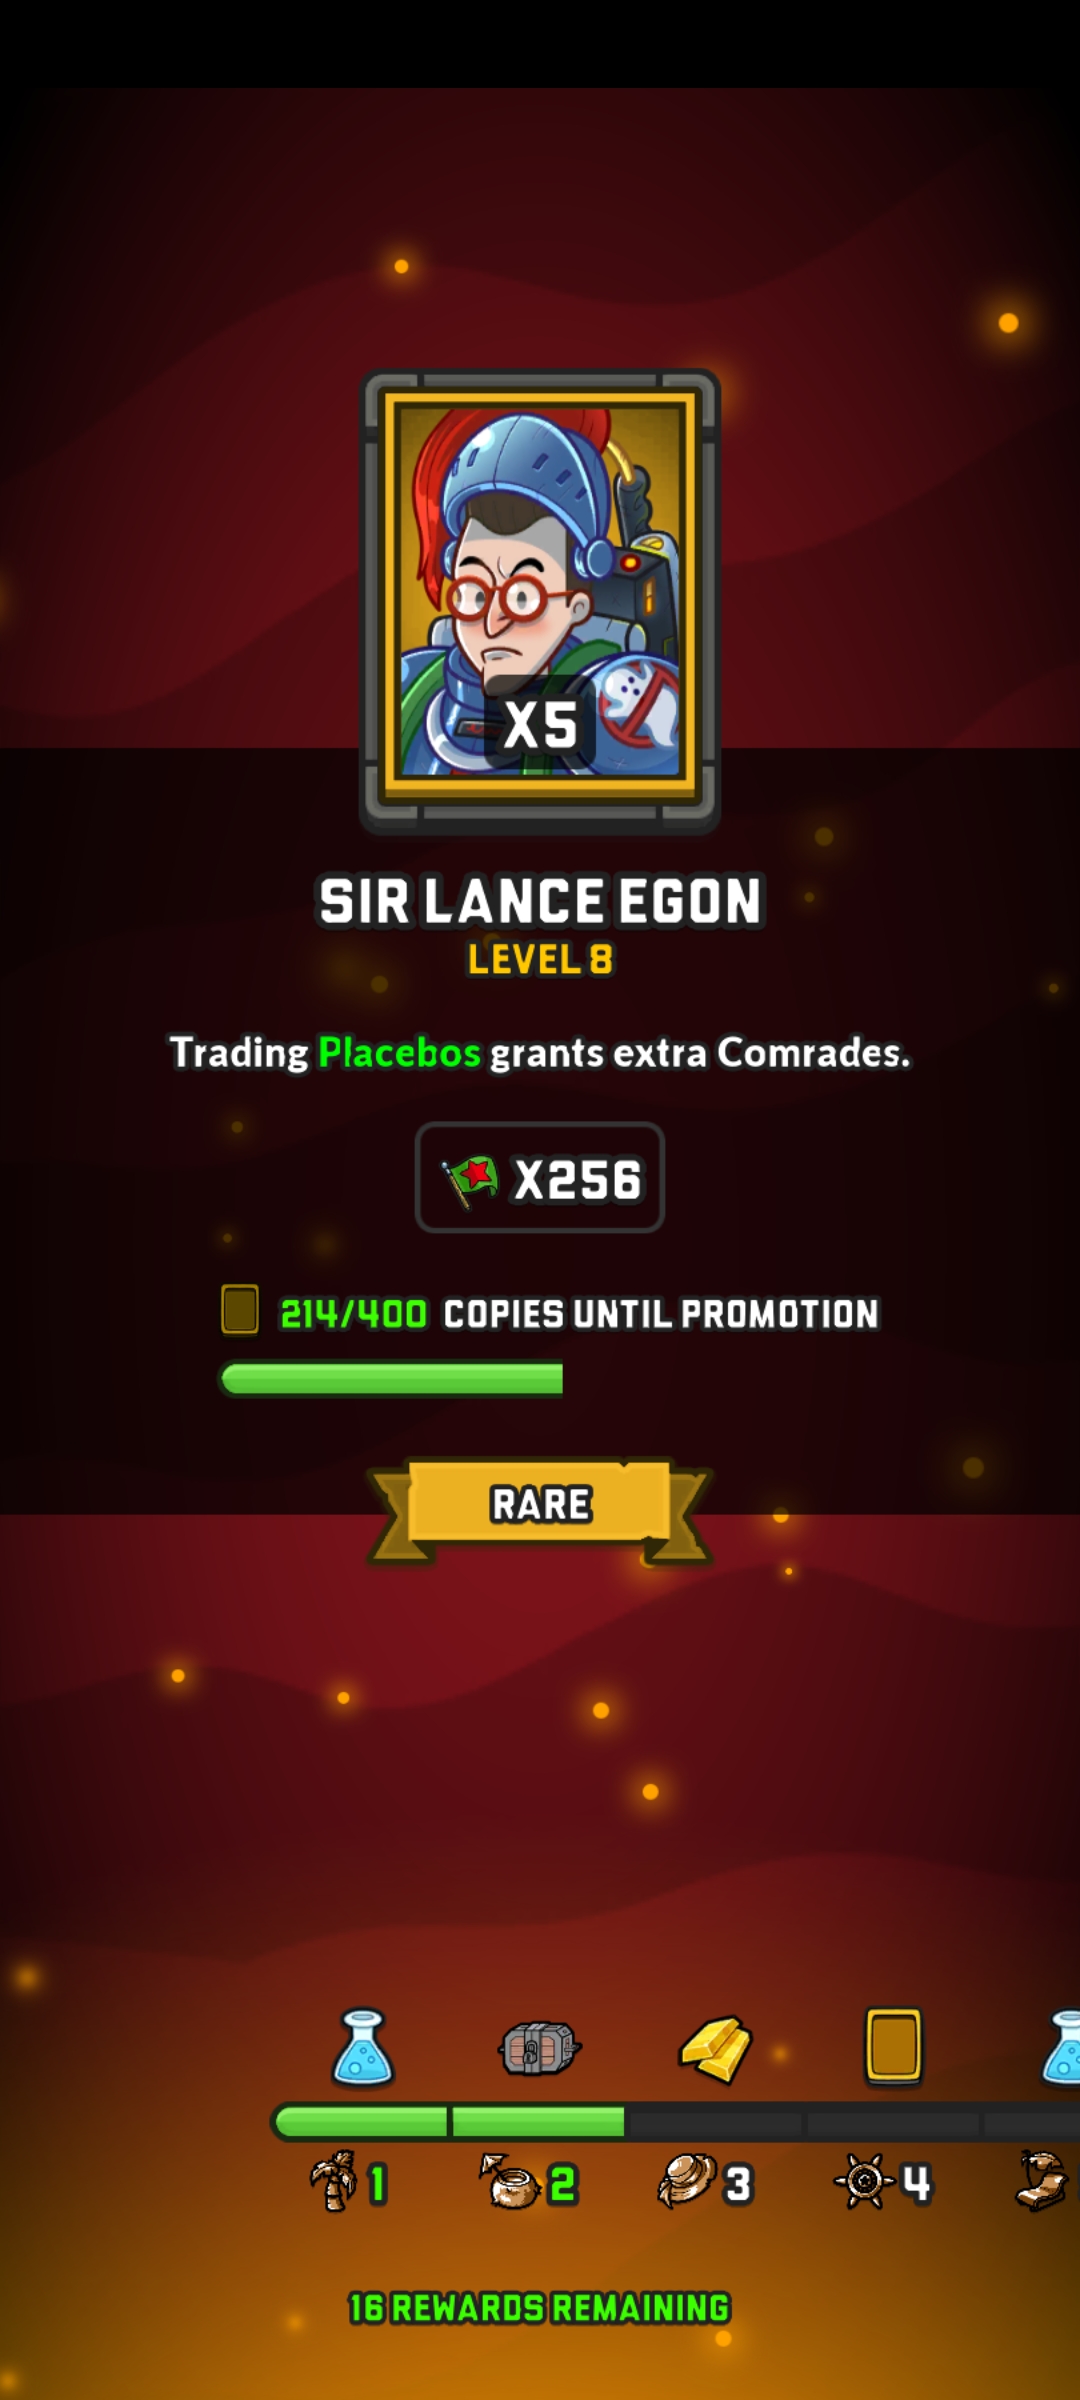 X5
SIR LANCE EGON
LEVEL 8
Trading Placebos grants extra Comrades.
X256
214/400 COPIES UNTIL PROMOTION
RARE
1 2 3 4
16 REWARDS REMAINING